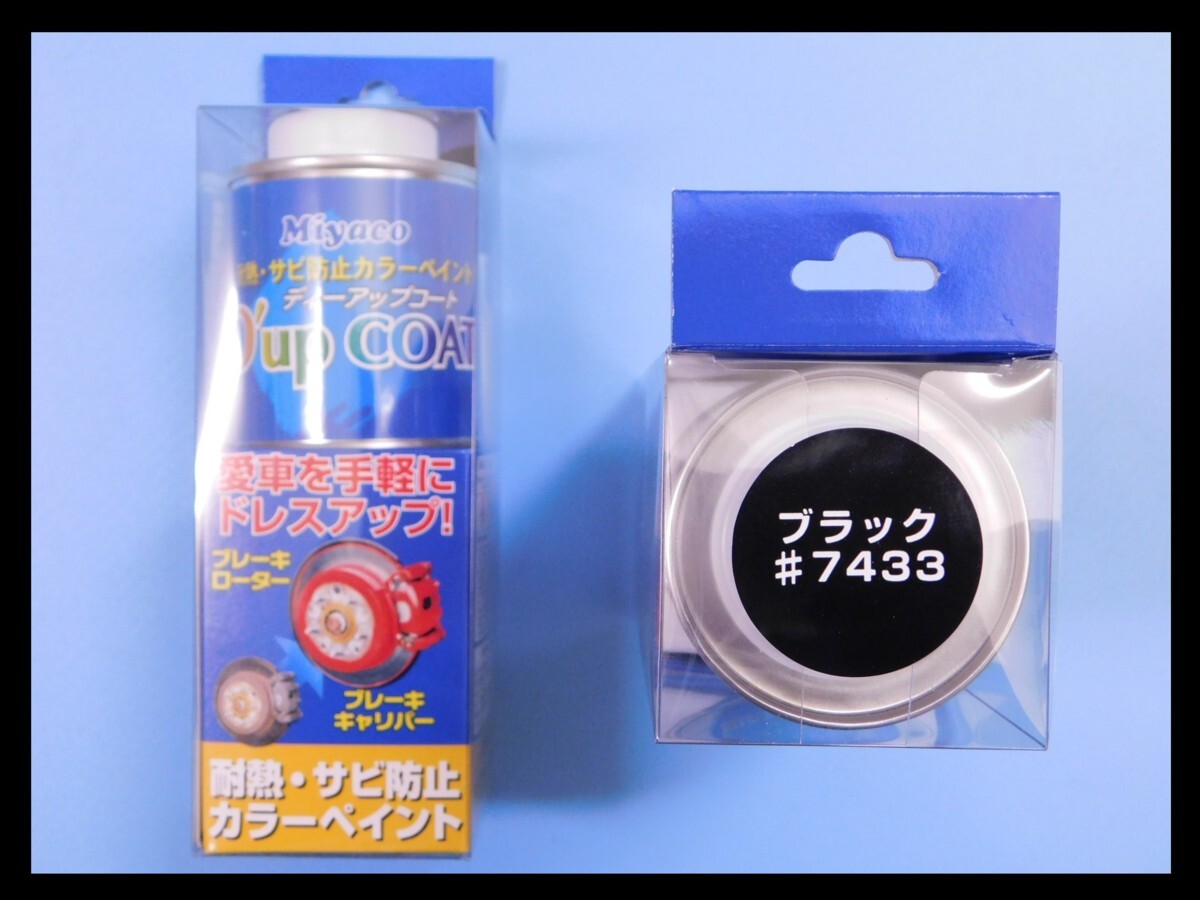 Miyaco
耐熱・サビ防止カラーペイント
ディーアップコート
D'up COAT
愛車を手軽に
ドレスアップ!
ブレーキ
ローター
ブレーキ
キャリパー
耐熱・サビ防止
カラーペイント
ブラック
#7433